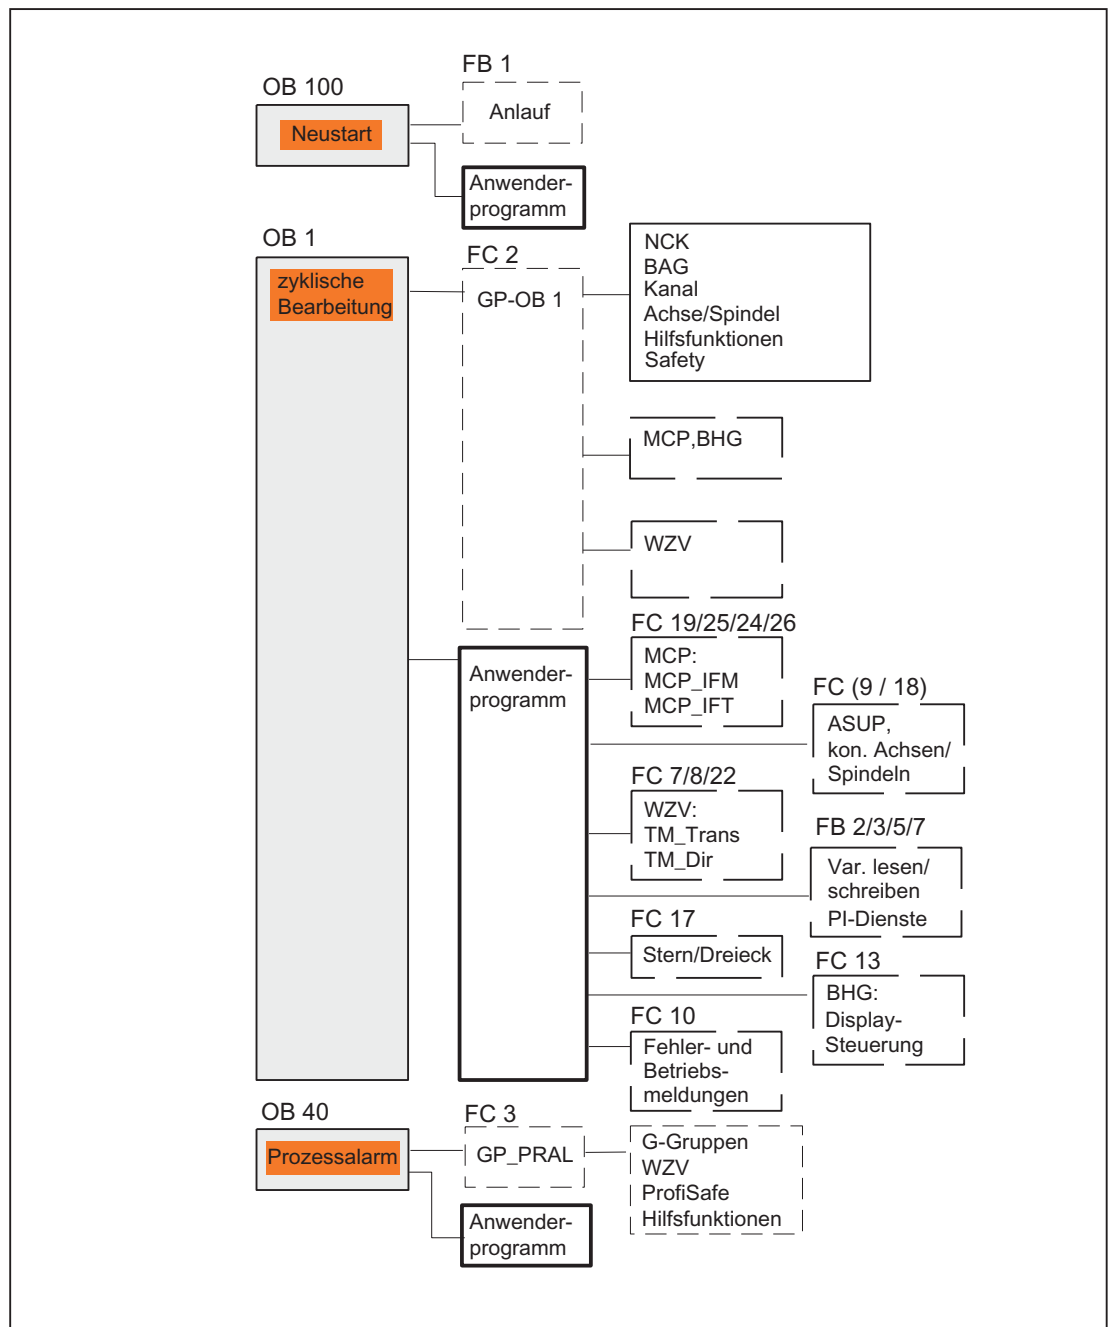 FB 1
OB 100
Anlauf
Neustart
Anwender-
programm
OB 1
FC 2
zyklische
Bearbeitung
GP-OB 1
NCK
BAG
Kanal
Achse/Spindel
Hilfsfunktionen
Safety
MCP,BHG
WZV
FC 19/25/24/26
Anwender-
programm
MCP:
MCP_IFM
MCP_IFT
FC (9 / 18)
ASUP,
kon. Achsen/
Spindeln
FC 7/8/22
WZV:
TM_Trans
TM_Dir
FB 2/3/5/7
Var. lesen/
schreiben
PI-Dienste
FC 17
Stern/Dreieck
FC 13
BHG:
Display-
Steuerung
FC 10
Fehler- und
Betriebs-
meldungen
OB 40
FC 3
Prozessalarm
GP_PRAL
G-Gruppen
WZV
ProfiSafe
Hilfsfunktionen
Anwender-
programm